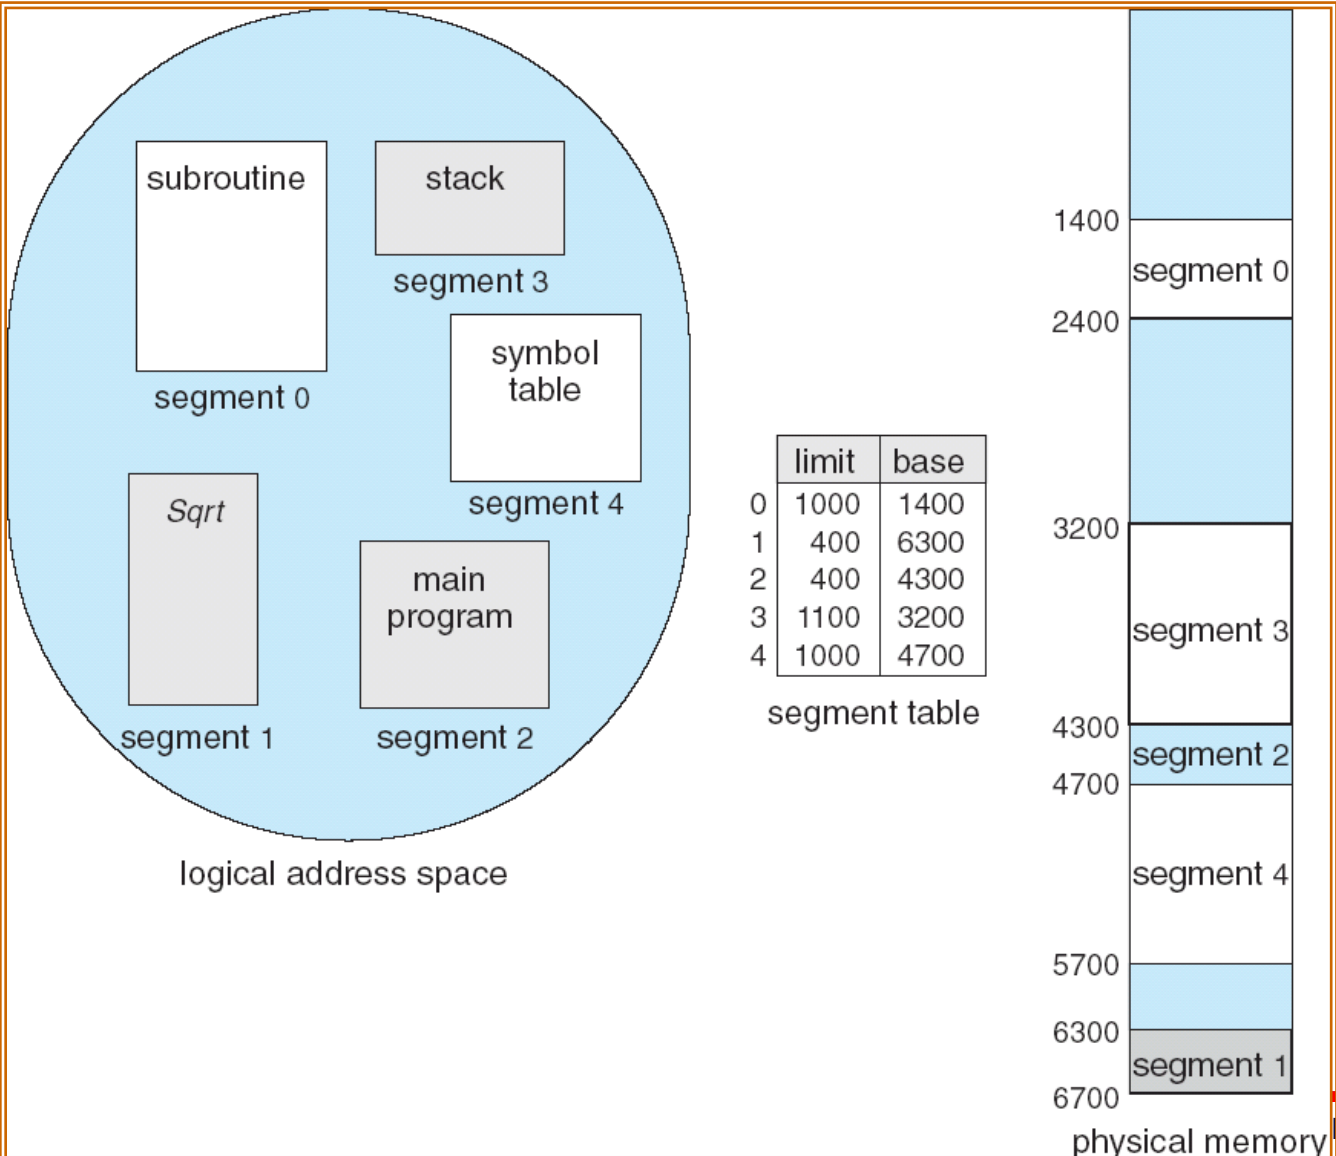 subroutine
segment 0
stack
segment 3
symbol
table
segment 4
Sqrt
segment 1
main
program
segment 2
logical address space
limit base
0 1000 1400
1 400 6300
2 400 4300
3 1100 3200
4 1000 4700
segment table
1400
segment 0
2400
3200
segment 3
4300
segment 2
4700
segment 4
5700
6300
segment 1
6700
physical memory